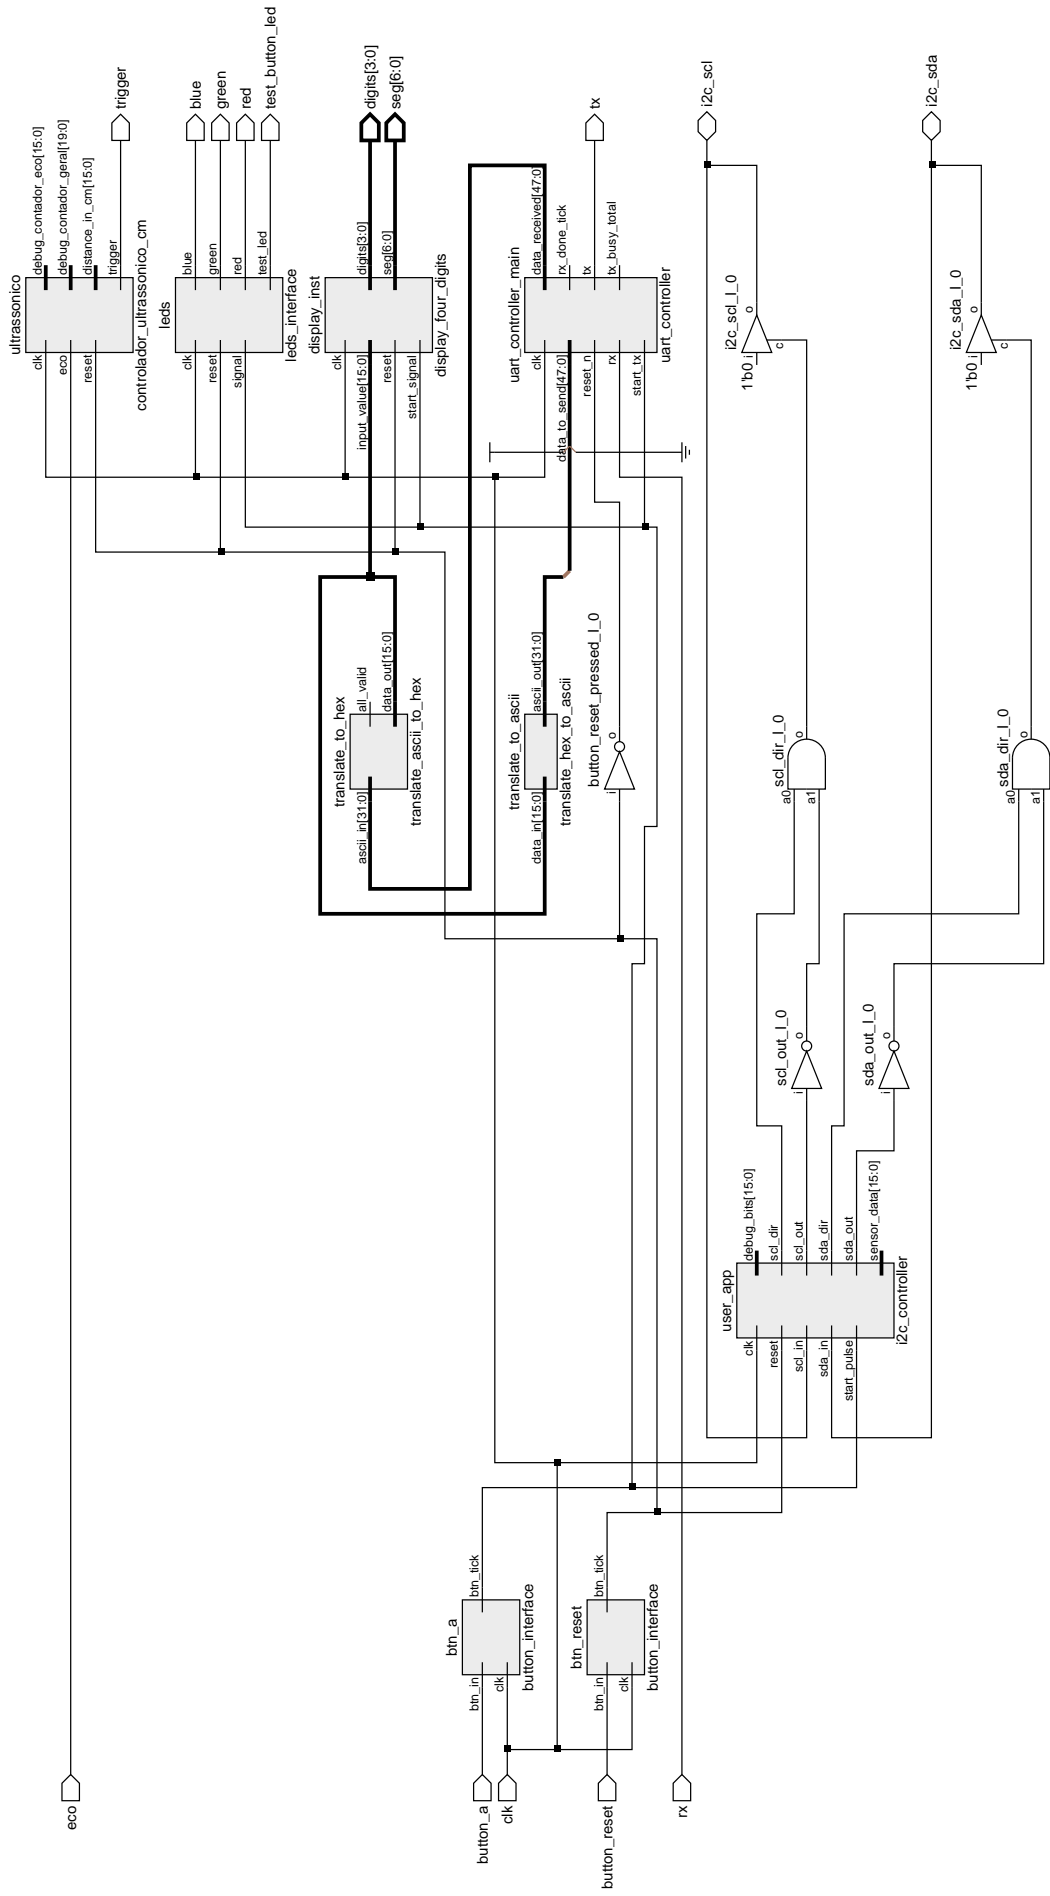 eco
button_a
clk
button_reset
rx
btn_a
btn_in
clk
btn_tick
button_interface
btn_reset
btn_in
clk
btn_tick
button_interface
user_app
clk
reset
scl_in
sda_in
start_pulse
debug_bits[15:0]
scl_dir
scl_out
sda_dir
sda_out
sensor_data[15:0]
i2c_controller
scl_out_I_0
i
o
sda_out_I_0
i
o
translate_to_hex
ascii_in[31:0]
all_valid
data_out[15:0]
translate_ascii_to_hex
translate_to_ascii
data_in[15:0]
ascii_out[31:0]
translate_hex_to_ascii
button_reset_pressed_I_0
i
o
scl_dir_I_0
a0
a1
o
sda_dir_I_0
a0
a1
o
ultrassonico
clk
eco
reset
debug_contador_eco[15:0]
debug_contador_geral[19:0]
distance_in_cm[15:0]
trigger
controlador_ultrassonico_cm
leds
clk
reset
signal
blue
green
red
test_led
leds_interface
display_inst
clk
input_value[15:0]
reset
start_signal
digits[3:0]
seg[6:0]
display_four_digits
uart_controller_main
clk
data_to_send[47:0]
reset_n
rx
start_tx
data_received[47:0]
rx_done_tick
tx
tx_busy_total
uart_controller
i2c_scl_I_0
1'b0
i
o
c
i2c_sda_I_0
1'b0
i
o
c
trigger
blue
green
red
test_button_led
digits[3:0]
seg[6:0]
tx
i2c_scl
i2c_sda